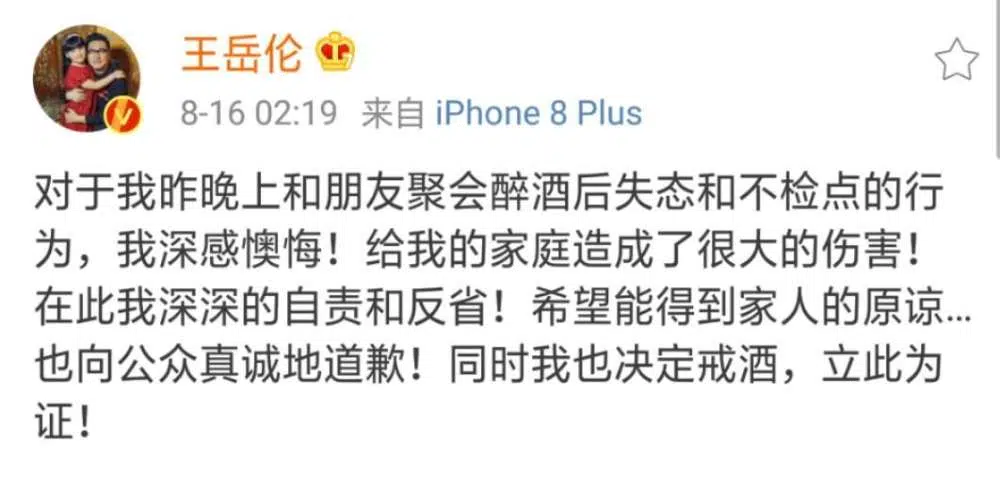 王岳伦
8-16 02:19 来自 iPhone 8 Plus
对于我昨晚上和朋友聚会醉酒后失态和不检点的行
为，我深感懊悔！给我的家庭造成了很大的伤害！
在此我深深的自责和反省！希望能得到家人的原谅...
也向公众真诚地道歉！同时我也决定戒酒，立此为
证！